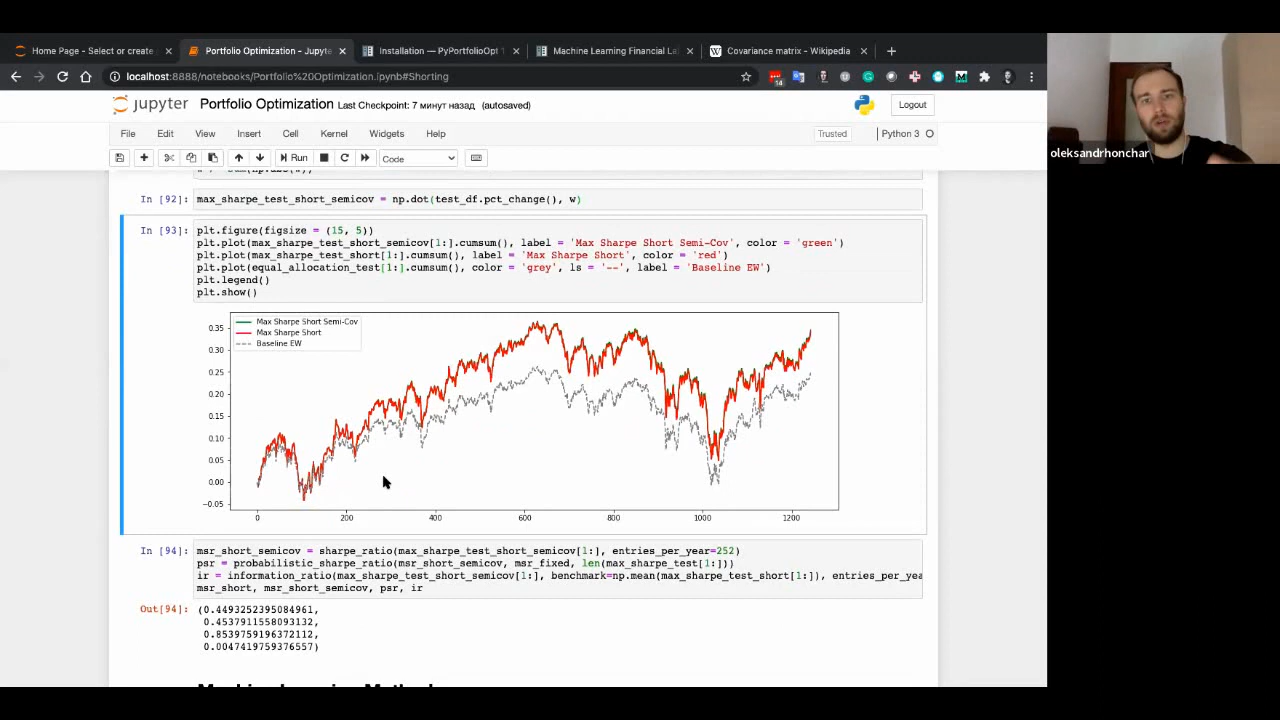 Home Page - Select or create
Portfolio Optimization - Jupyte
Installation — PyPortfolioOpt
Machine Learning Financial La
Covariance matrix - Wikipedia
localhost:8888/notebooks/Portfolio%20Optimization.ipynb#Shorting
14
jupyter Portfolio Optimization Last Checkpoint: 7 минут назад (autosaved)
Logout
File Edit View Insert Cell Kernel Widgets Help
Trusted
Python 3
Run
Code
In [92]: max_sharpe_test_short_semicov = np.dot(test_df.pct_change(), w)
In [93]: plt.figure(figsize = (15, 5))
plt.plot(max_sharpe_test_short_semicov[1:].cumsum(), label = 'Max Sharpe Short Semi-Cov', color = 'green')
plt.plot(max_sharpe_test_short[1:].cumsum(), label = 'Max Sharpe Short', color = 'red')
plt.plot(equal_allocation_test[1:].cumsum(), color = 'grey', ls = '--', label = 'Baseline EW')
plt.legend()
plt.show()
Max Sharpe Short Semi-Cov
Max Sharpe Short
Baseline EW
0.35
0.30
0.25
0.20
0.15
0.10
0.05
0.00
−0.05
0 200 400 600 800 1000 1200
In [94]: msr_short_semicov = sharpe_ratio(max_sharpe_test_short_semicov[1:], entries_per_year=252)
psr = probabilistic_sharpe_ratio(msr_short_semicov, msr_fixed, len(max_sharpe_test[1:]))
ir = information_ratio(max_sharpe_test_short_semicov[1:], benchmark=np.mean(max_sharpe_test_short[1:]), entries_per_yea
msr_short, msr_short_semicov, psr, ir
Out[94]: (0.4493252395084961,
0.4537911558093132,
0.8539759196372112,
0.0047419759376557)
oleksandrhonchar